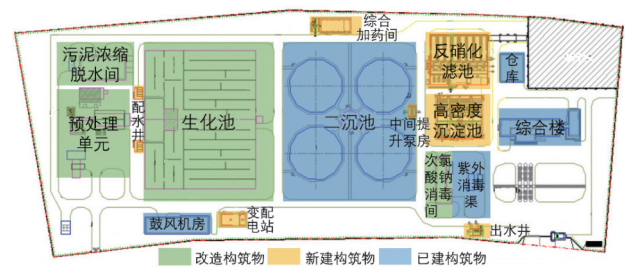 综合
加药间
污泥浓缩
脱水间
反硝化
滤池
仓
库
配
水
井
预处理
单元
生化池
二沉池
中间提
升泵房
高密度
沉淀池
综合楼
次氯
酸钠
消毒
间
紫外
消毒
渠
鼓风机房
变配
电站
出水井
改造构筑物
新建构筑物
已建构筑物